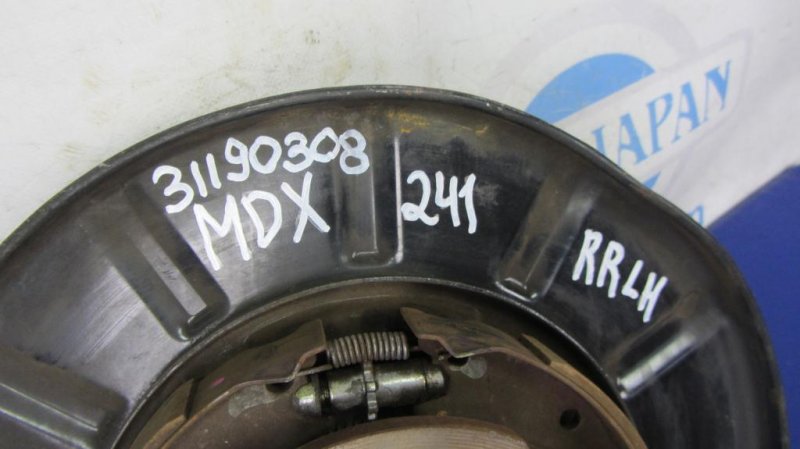 31190308
MDX 241
RRLH
JAPAN